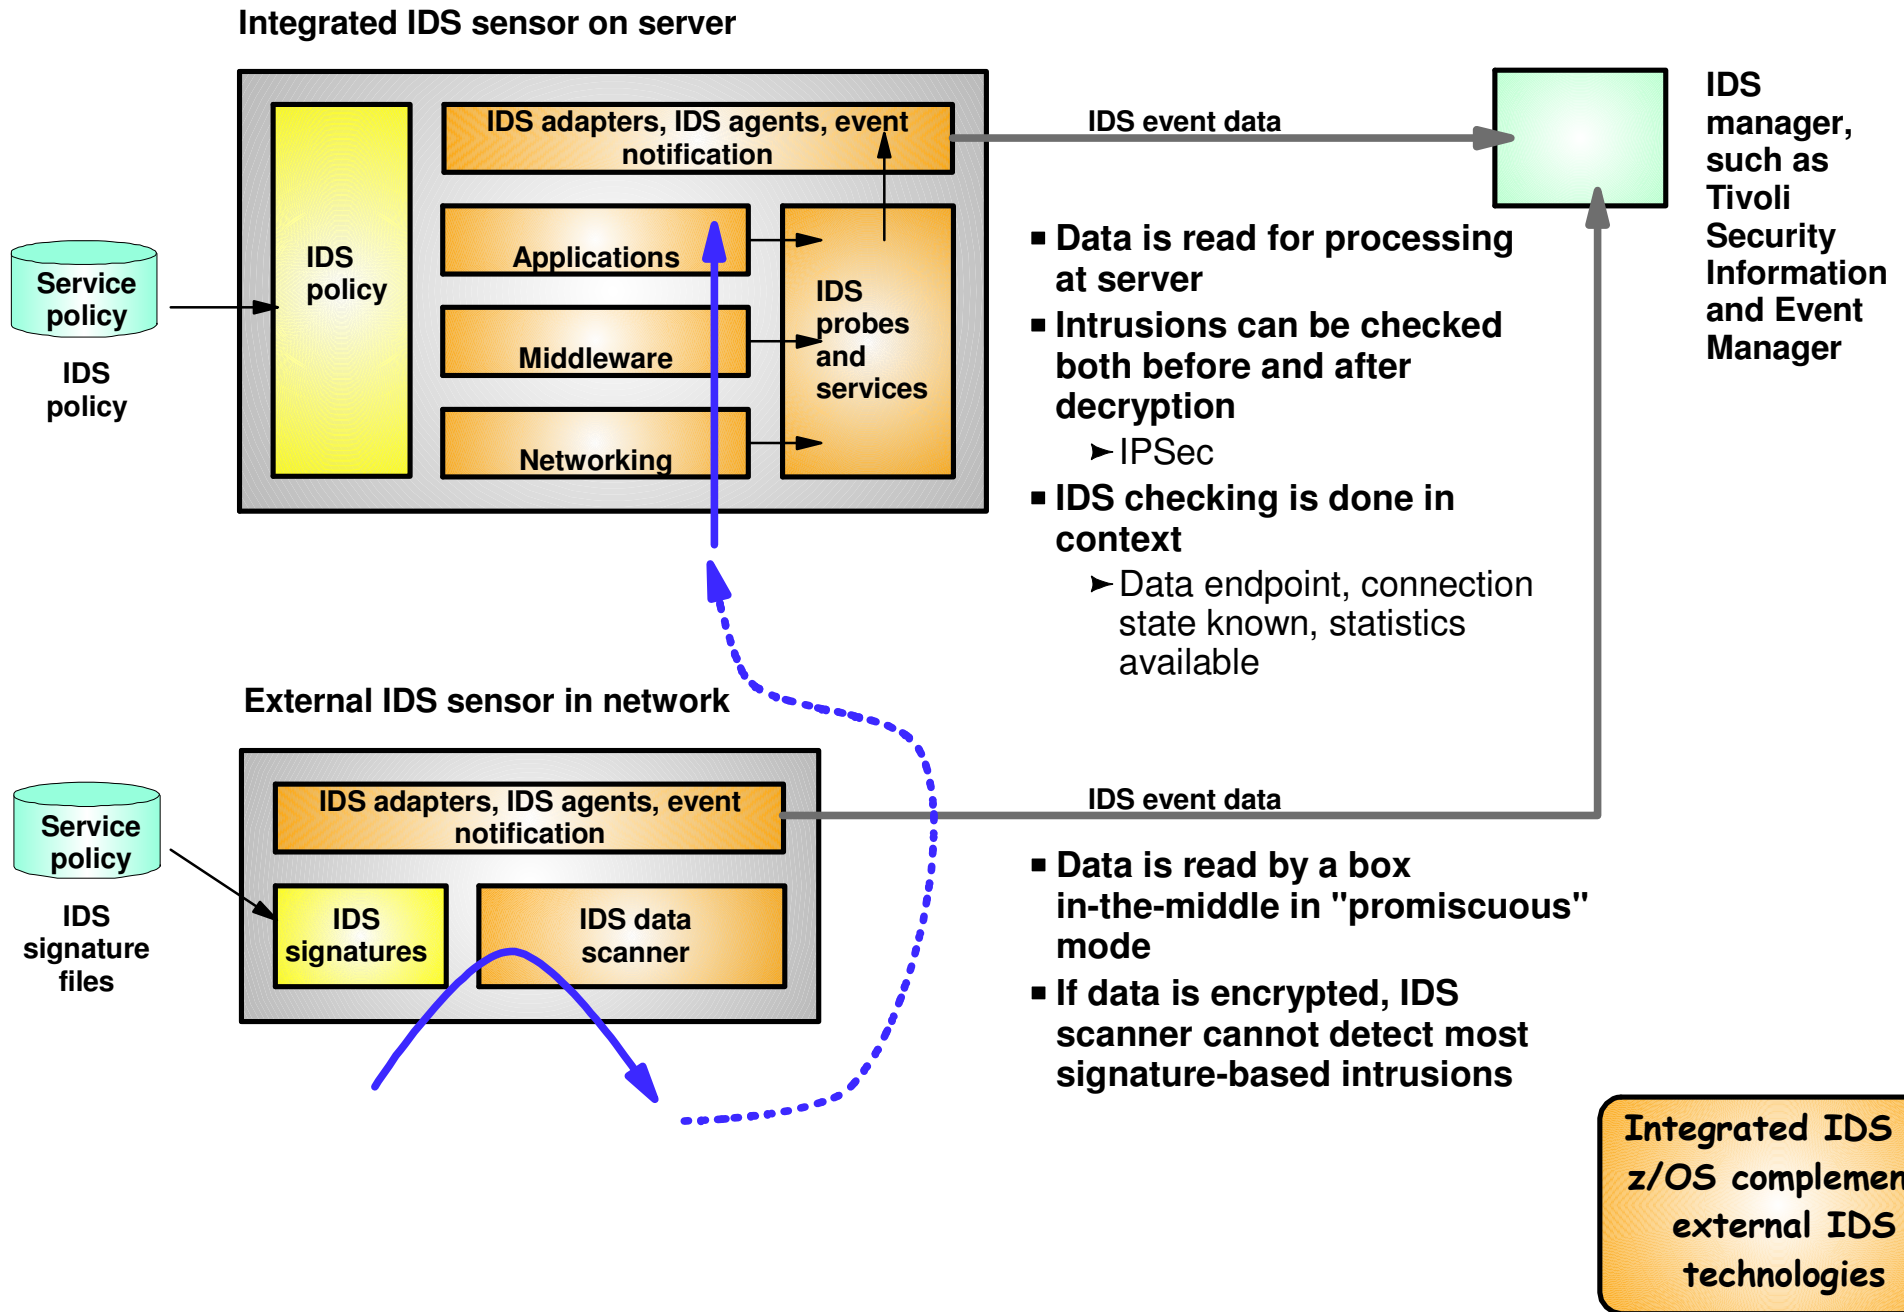 Integrated IDS sensor on server
IDS adapters, IDS agents, event
notification
IDS event data
IDS
manager,
such as
Tivoli
Security
Information
and Event
Manager
Service
policy
IDS
policy
IDS
policy
Applications
Middleware
Networking
IDS
probes
and
services
■ Data is read for processing
at server
■ Intrusions can be checked
both before and after
decryption
➤ IPSec
■ IDS checking is done in
context
➤ Data endpoint, connection
state known, statistics
available
External IDS sensor in network
IDS adapters, IDS agents, event
notification
IDS event data
Service
policy
IDS
signature
files
IDS
signatures
IDS data
scanner
■ Data is read by a box
in-the-middle in "promiscuous"
mode
■ If data is encrypted, IDS
scanner cannot detect most
signature-based intrusions
Integrated IDS
z/OS
external IDS
technologies